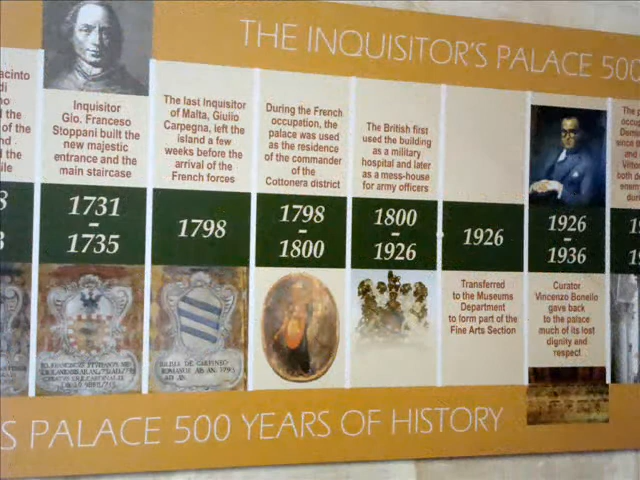 THE INQUISITOR'S PALACE 500
Inquisitor
Gio. Franceso
Stoppani built the
new majestic
entrance and the
main staircase
1731
-
1735
The last Inquisitor
of Malta, Giulio
Carpegna, left the
island a few
weeks before the
arrival of the
French forces
1798
During the French
occupation, the
palace was used
as the residence
of the commander
of the
Cottonera district
1798
-
1800
The British first
used the building
as a military
hospital and later
as a mess-house
for army officers
1800
-
1926
1926
Transferred
to the Museums
Department
to form part of the
Fine Arts Section
1926
-
1936
Curator
Vincenzo Bonello
gave back
to the palace
much of its lost
dignity and
respect
S PALACE 500 YEARS OF HISTORY